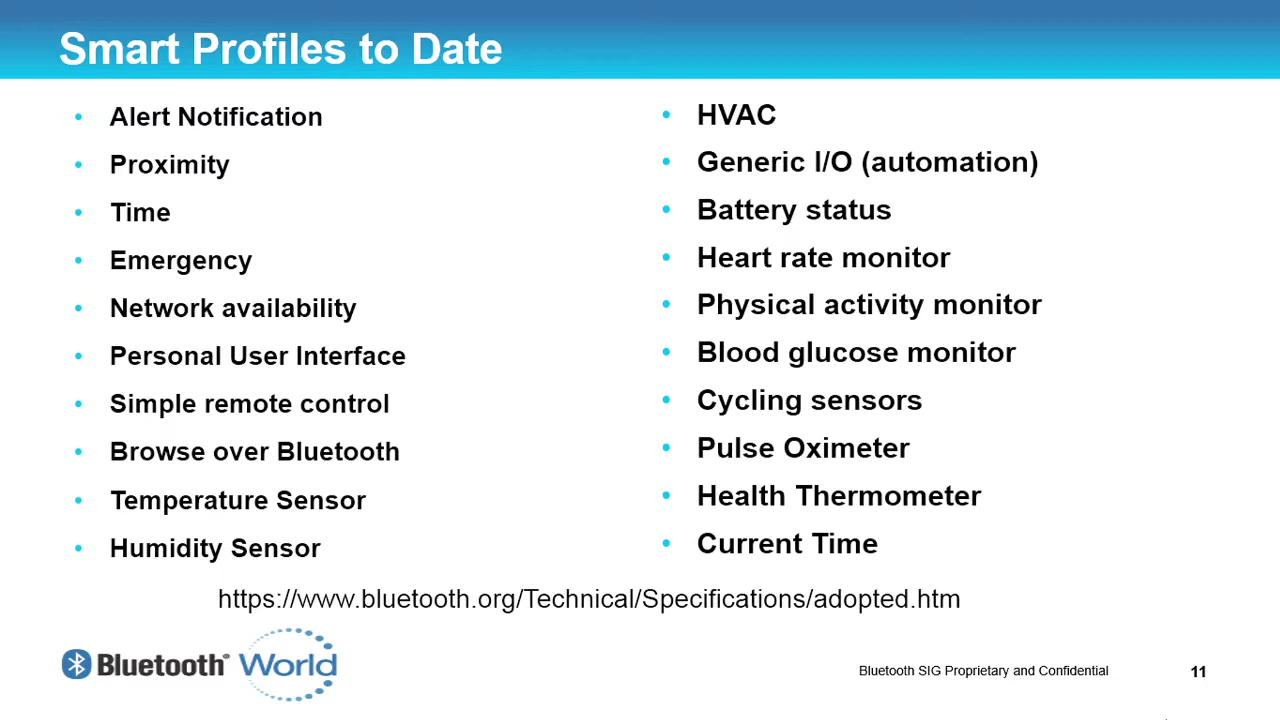 Smart Profiles to Date
• Alert Notification
• Proximity
• Time
• Emergency
• Network availability
• Personal User Interface
• Simple remote control
• Browse over Bluetooth
• Temperature Sensor
• Humidity Sensor
• HVAC
• Generic I/O (automation)
• Battery status
• Heart rate monitor
• Physical activity monitor
• Blood glucose monitor
• Cycling sensors
• Pulse Oximeter
• Health Thermometer
• Current Time
https://www.bluetooth.org/Technical/Specifications/adopted.htm
Bluetooth® World
Bluetooth SIG Proprietary and Confidential
11